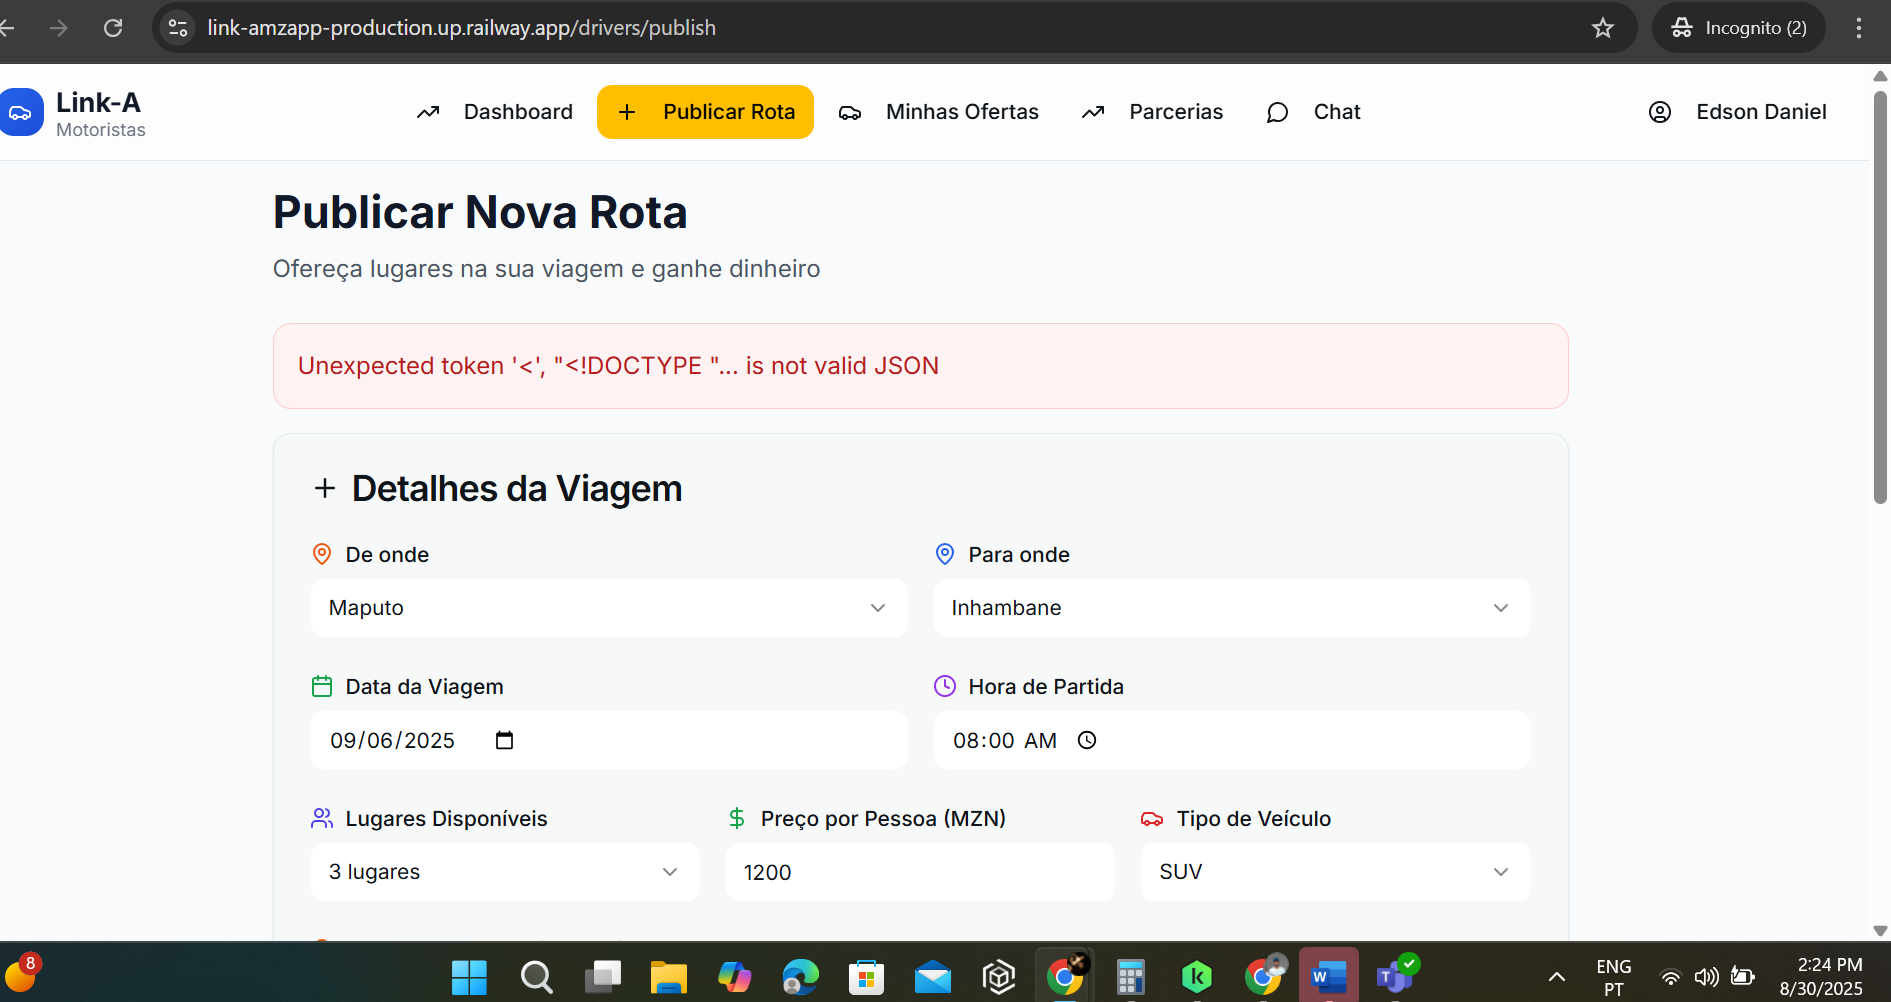 link-amzapp-production.up.railway.app/drivers/publish
Incognito (2)
Link-A
Motoristas
Dashboard
Publicar Rota
Minhas Ofertas
Parcerias
Chat
Edson Daniel
Publicar Nova Rota
Ofereça lugares na sua viagem e ganhe dinheiro
Unexpected token '<', "<!DOCTYPE "... is not valid JSON
Detalhes da Viagem
De onde
Para onde
Maputo
Inhambane
Data da Viagem
Hora de Partida
09/06/2025
08:00 AM
Lugares Disponíveis
Preço por Pessoa (MZN)
Tipo de Veículo
3 lugares
1200
SUV
8
ENG
PT
2:24 PM
8/30/2025